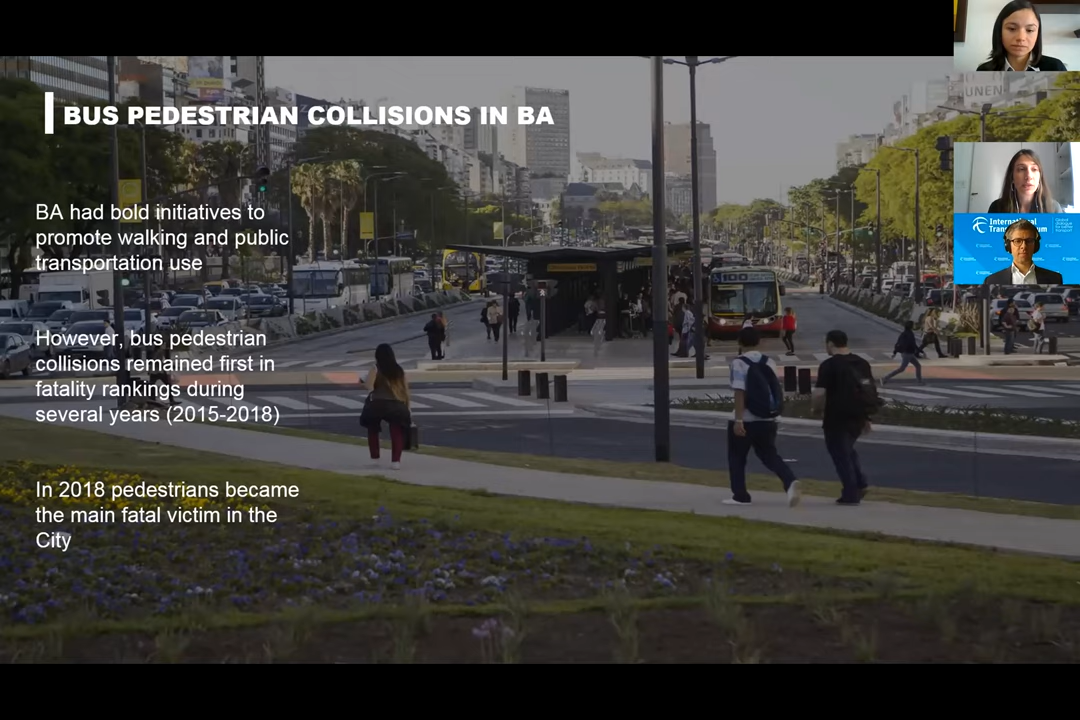 BUS PEDESTRIAN COLLISIONS IN BA
BA had bold initiatives to
promote walking and public
transportation use
However, bus pedestrian
collisions remained first in
fatality rankings during
several years (2015-2018)
In 2018 pedestrians became
the main fatal victim in the
City
International
UNEN
100